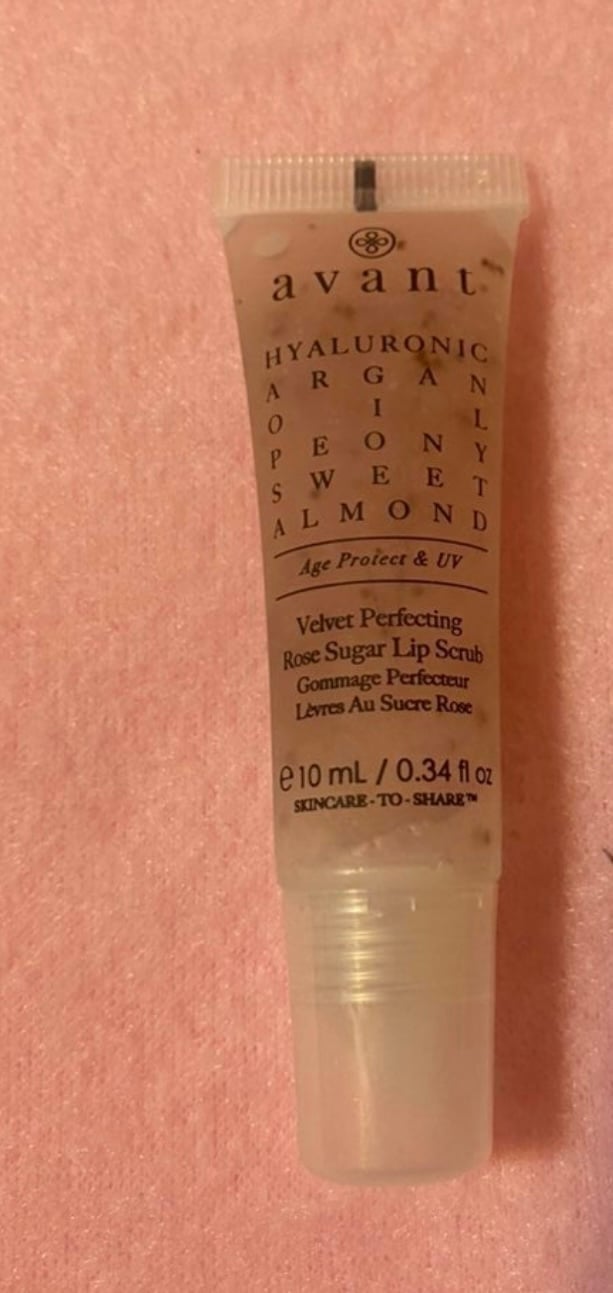 avant
HYALURONIC
A R G A N
O I L
P E O N Y
S W E E T
ALMOND
Age Protect & UV
Velvet Perfecting
Rose Sugar Lip Scrub
Gommage Perfecteur
Lèvres Au Sucre Rose
℮10 mL / 0.34 fl oz
SKINCARE-TO-SHARE™